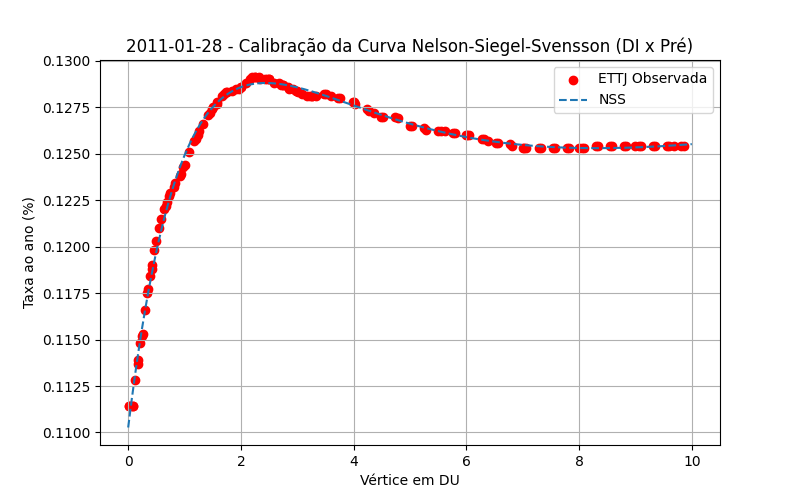 2011-01-28 - Calibração da Curva Nelson-Siegel-Svensson (DI x Pré)
ETTJ Observada
NSS
Taxa ao ano (%)
0.1300
0.1275
0.1250
0.1225
0.1200
0.1175
0.1150
0.1125
0.1100
0 2 4 6 8 10
Vértice em DU